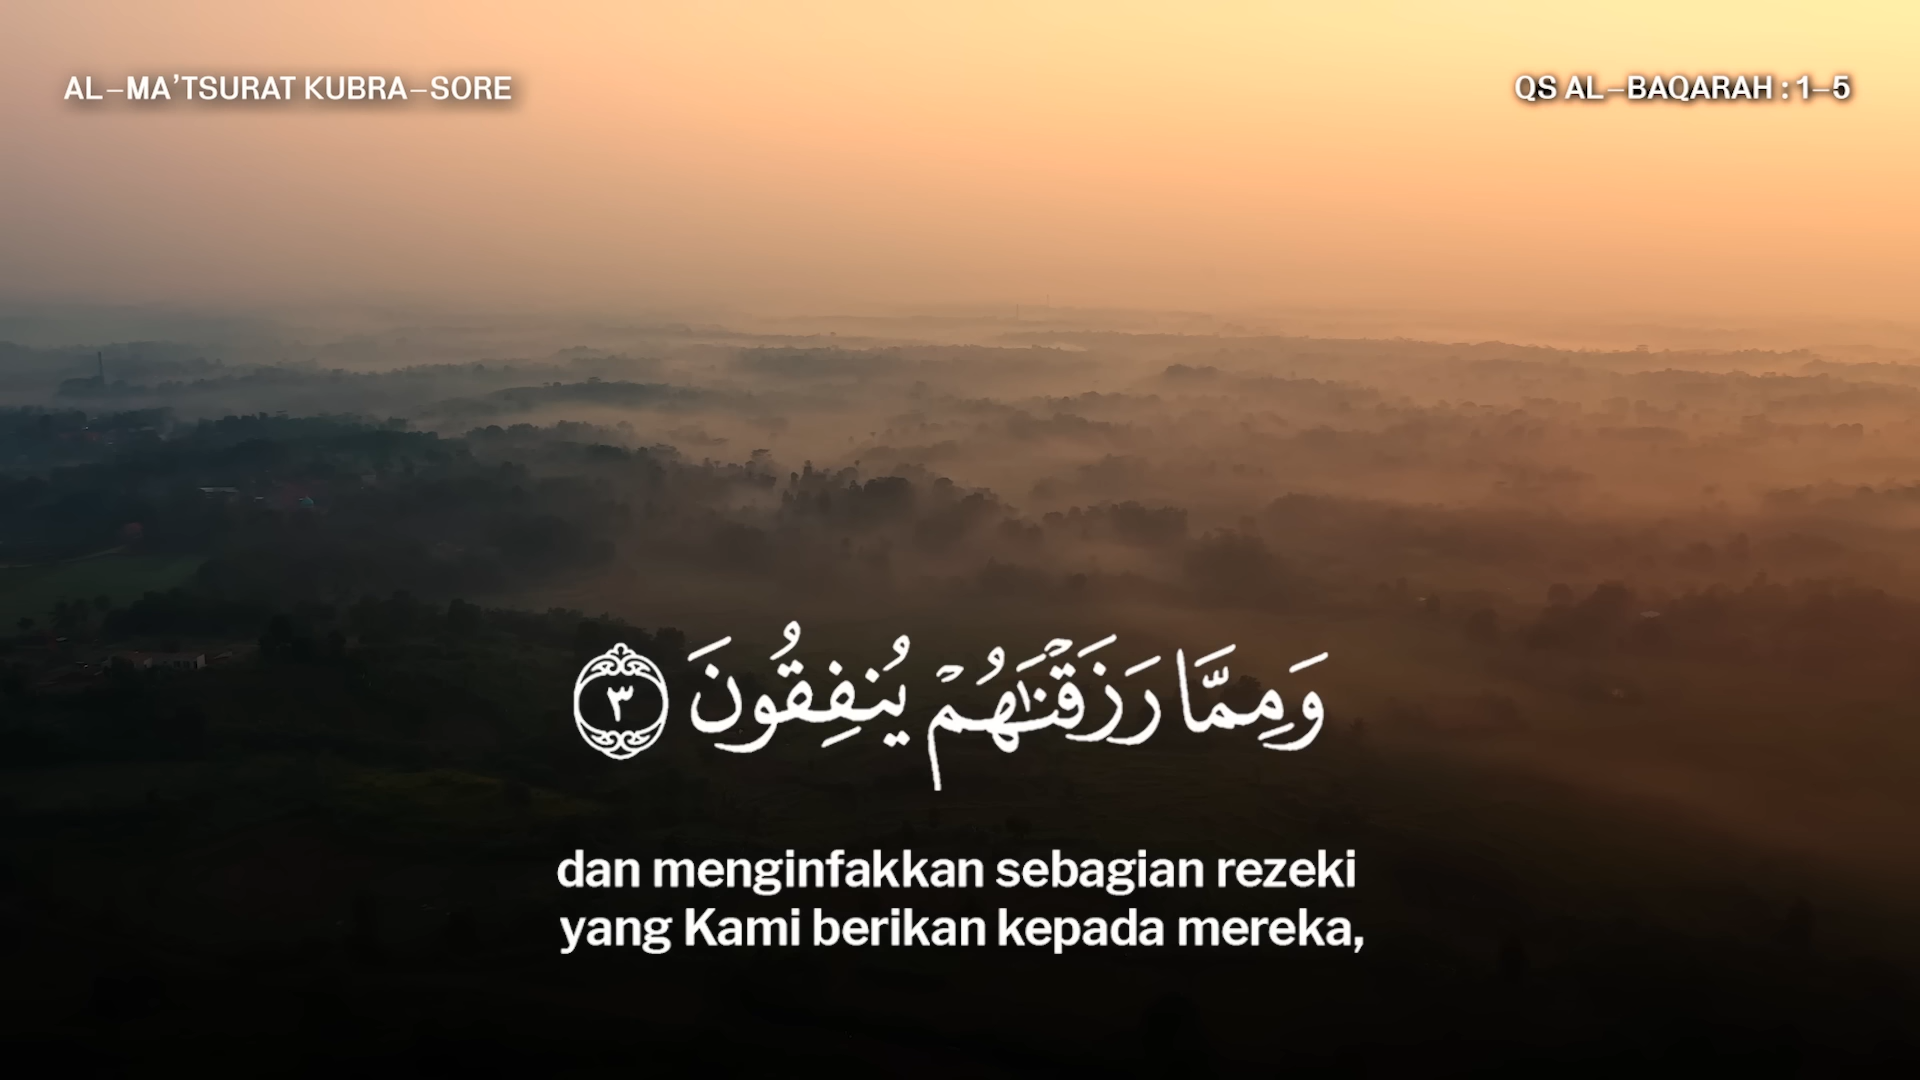 AL–MA’TSURAT KUBRA–SORE
QS AL–BAQARAH : 1–5
وَمِمَّا رَزَقْنَٰهُمْ يُنفِقُونَ ٣
dan menginfakkan sebagian rezeki
yang Kami berikan kepada mereka,